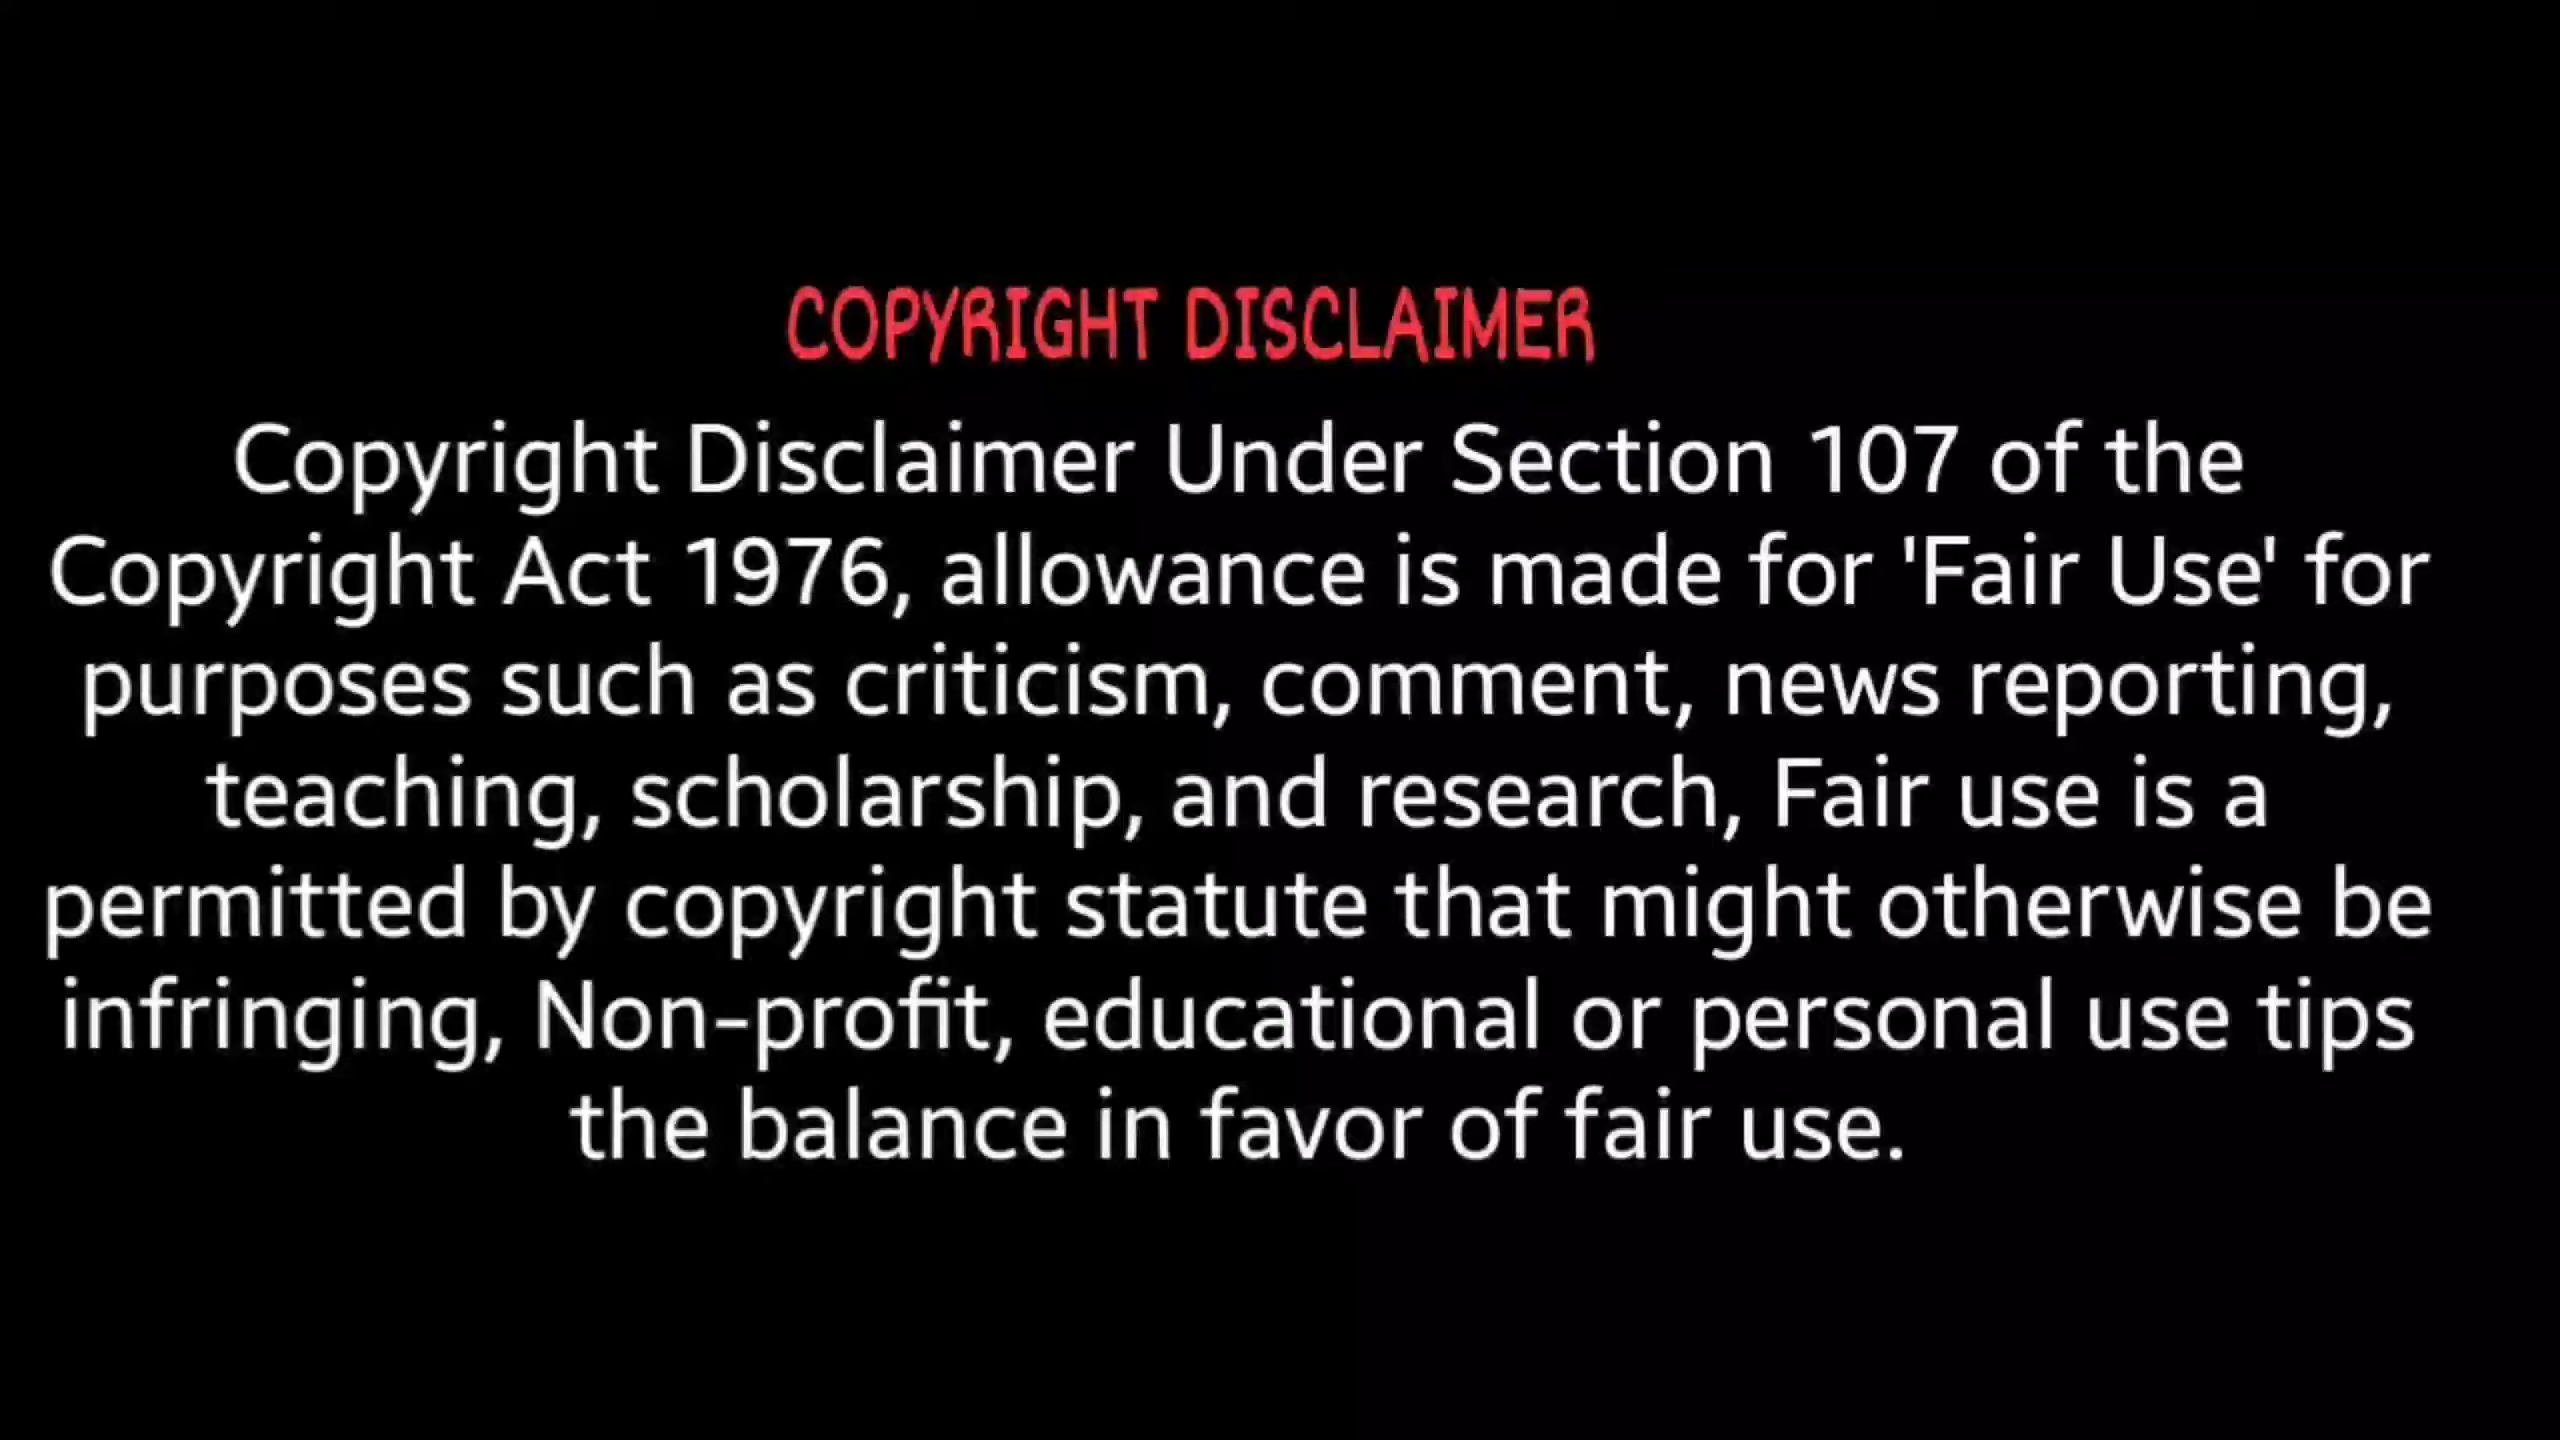 COPYRIGHT DISCLAIMER
Copyright Disclaimer Under Section 107 of the
Copyright Act 1976, allowance is made for 'Fair Use' for
purposes such as criticism, comment, news reporting,
teaching, scholarship, and research, Fair use is a
permitted by copyright statute that might otherwise be
infringing, Non-profit, educational or personal use tips
the balance in favor of fair use.